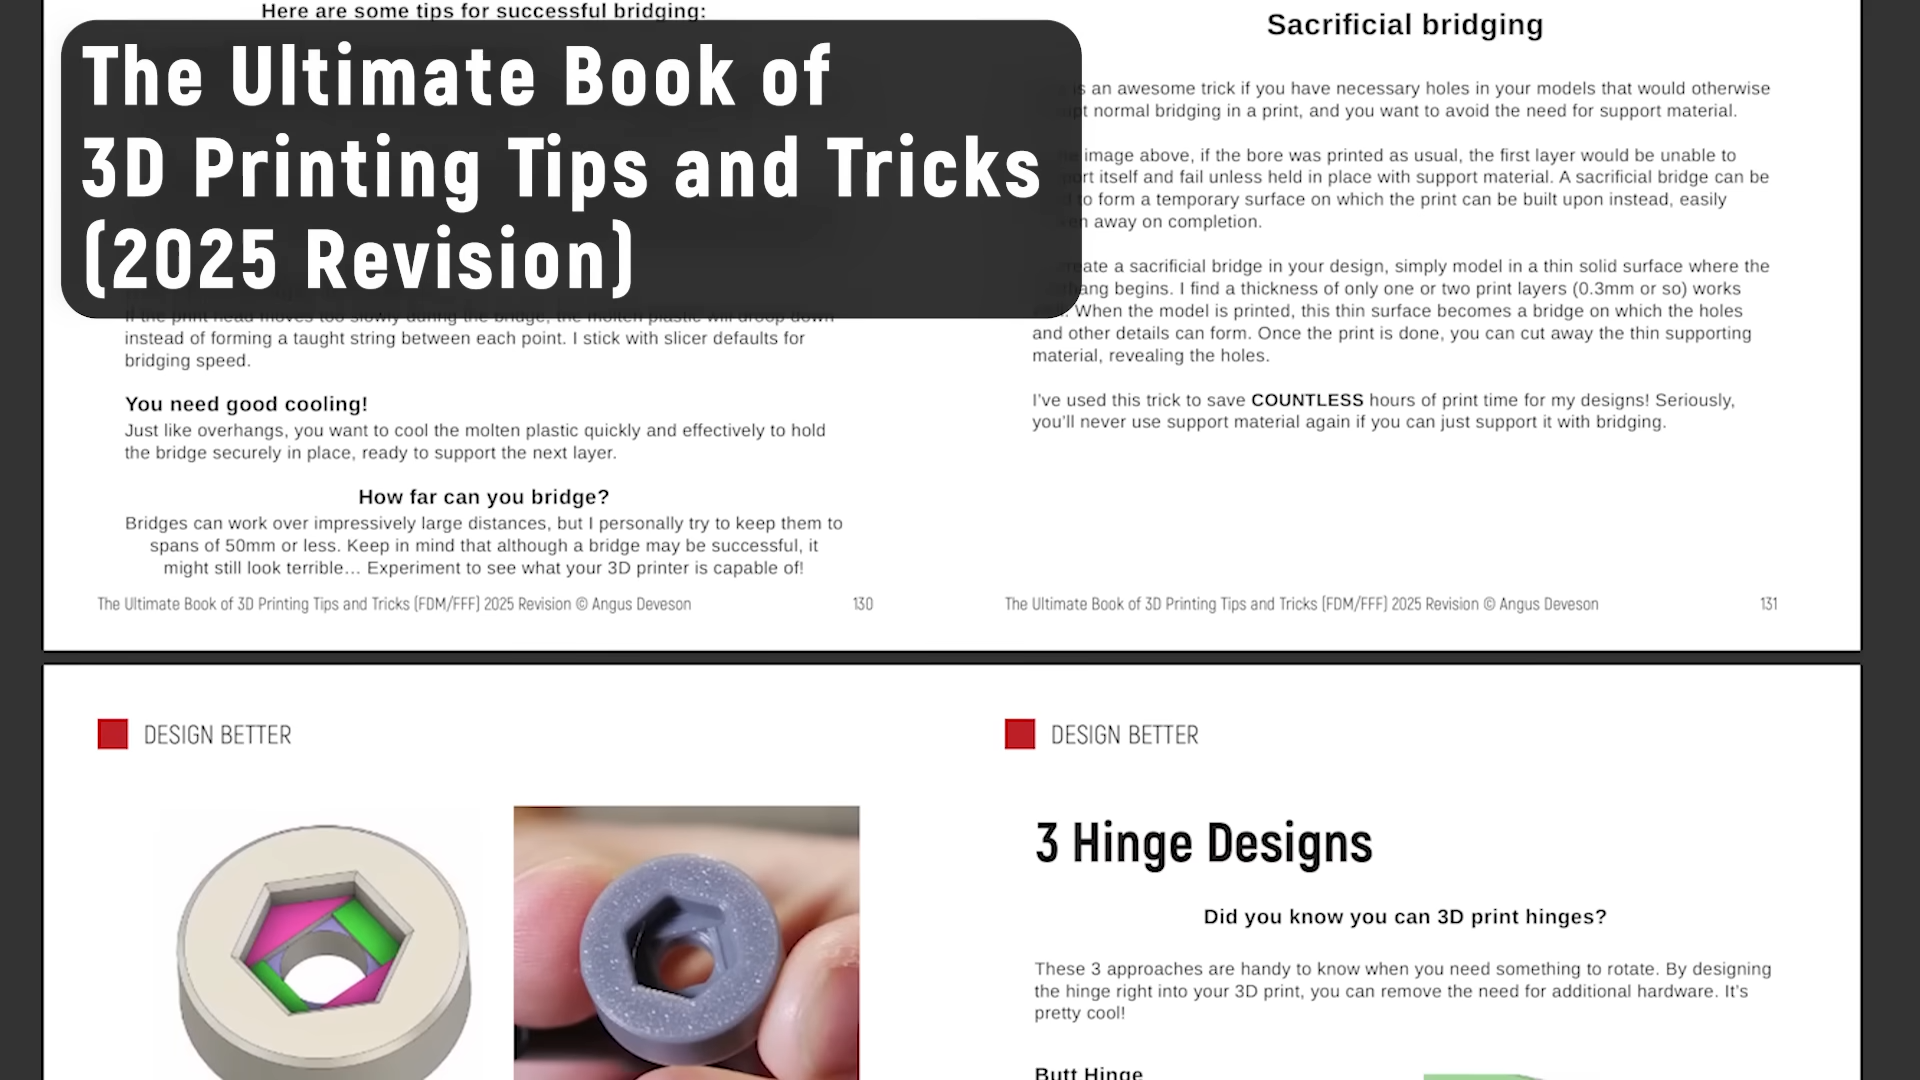 Here are some tips for successful bridging:
The Ultimate Book of
3D Printing Tips and Tricks
(2025 Revision)
If the print head moves too slowly during the bridge, the molten plastic will droop down
instead of forming a taught string between each point. I stick with slicer defaults for
bridging speed.
You need good cooling!
Just like overhangs, you want to cool the molten plastic quickly and effectively to hold
the bridge securely in place, ready to support the next layer.
How far can you bridge?
Bridges can work over impressively large distances, but I personally try to keep them to
spans of 50mm or less. Keep in mind that although a bridge may be successful, it
might still look terrible… Experiment to see what your 3D printer is capable of!
The Ultimate Book of 3D Printing Tips and Tricks (FDM/FFF) 2025 Revision © Angus Deveson 130
Sacrificial bridging
is an awesome trick if you have necessary holes in your models that would otherwise
normal bridging in a print, and you want to avoid the need for support material.
image above, if the bore was printed as usual, the first layer would be unable to
itself and fail unless held in place with support material. A sacrificial bridge can be
to form a temporary surface on which the print can be built upon instead, easily
away on completion.
a sacrificial bridge in your design, simply model in a thin solid surface where the
begins. I find a thickness of only one or two print layers (0.3mm or so) works
When the model is printed, this thin surface becomes a bridge on which the holes
and other details can form. Once the print is done, you can cut away the thin supporting
material, revealing the holes.
I’ve used this trick to save COUNTLESS hours of print time for my designs! Seriously,
you’ll never use support material again if you can just support it with bridging.
The Ultimate Book of 3D Printing Tips and Tricks (FDM/FFF) 2025 Revision © Angus Deveson 131
DESIGN BETTER
DESIGN BETTER
3 Hinge Designs
Did you know you can 3D print hinges?
These 3 approaches are handy to know when you need something to rotate. By designing
the hinge right into your 3D print, you can remove the need for additional hardware. It’s
pretty cool!
Butt Hinge